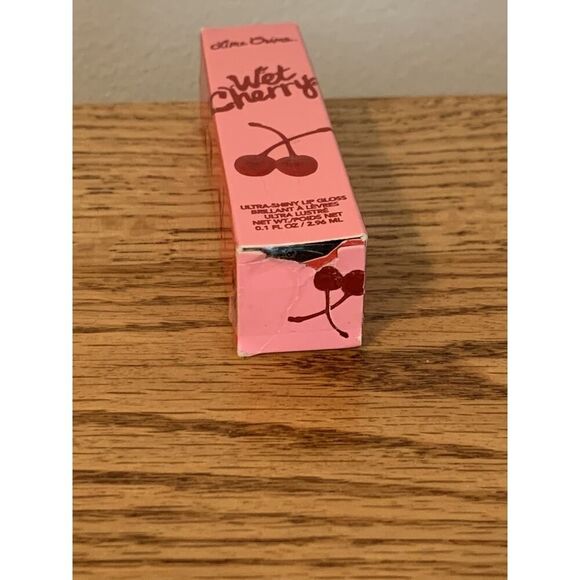 Lime Crime
Wet
Cherry
ULTRA-SHINY LIP GLOSS
BRILLANT À LÈVRES
ULTRA LUSTRÉ
NET WT./POIDS NET
0.1 FL OZ / 2.96 ML